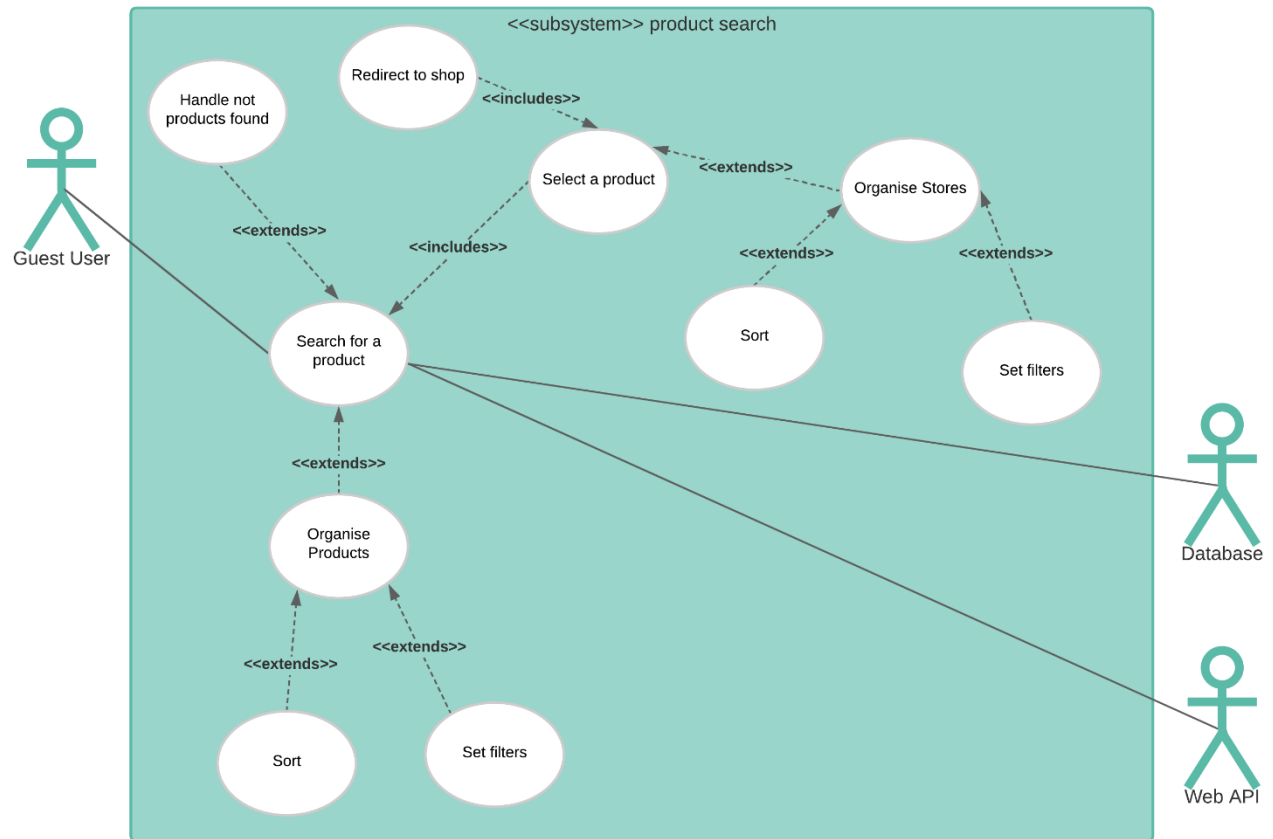 <<subsystem>> product search
Redirect to shop
Handle not
products found
<<includes>>
Select a product
<<extends>>
Organise Stores
Guest User
<<extends>>
<<includes>>
<<extends>>
<<extends>>
Search for a
product
Sort
Set filters
<<extends>>
Organise
Products
Database
<<extends>>
<<extends>>
Sort
Set filters
Web API